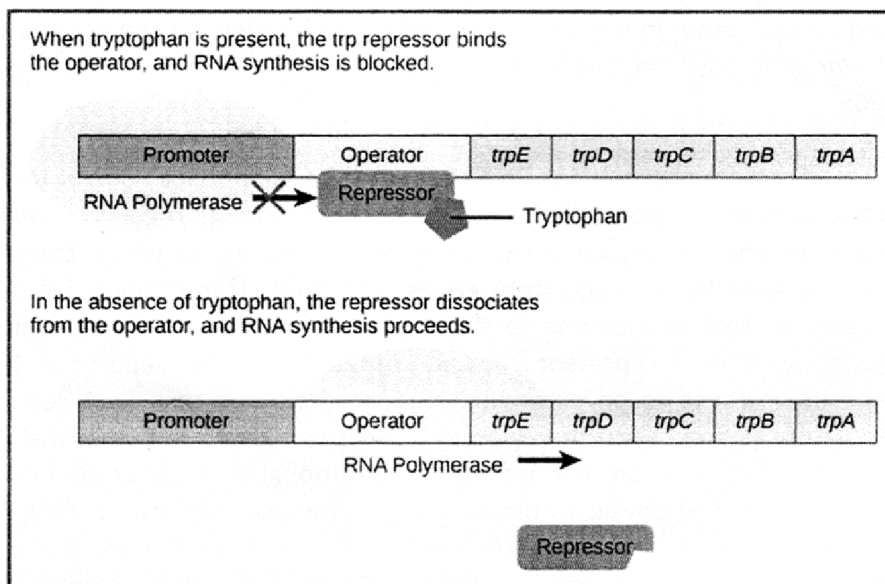 When tryptophan is present, the trp repressor binds
the operator, and RNA synthesis is blocked.
Promoter Operator trpE trpD trpC trpB trpA
RNA Polymerase Repressor
Tryptophan
In the absence of tryptophan, the repressor dissociates
from the operator, and RNA synthesis proceeds.
Promoter Operator trpE trpD trpC trpB trpA
RNA Polymerase
Repressor